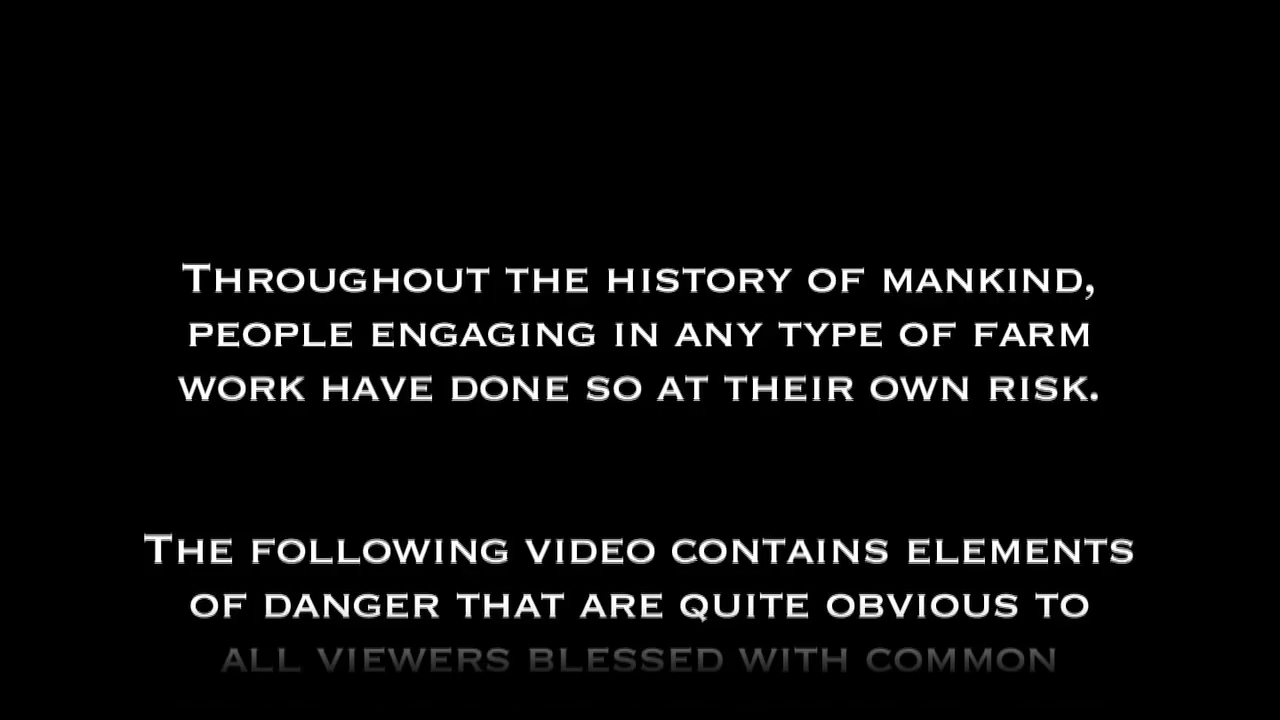 Throughout the history of mankind,
people engaging in any type of farm
work have done so at their own risk.
The following video contains elements
of danger that are quite obvious to
all viewers blessed with common